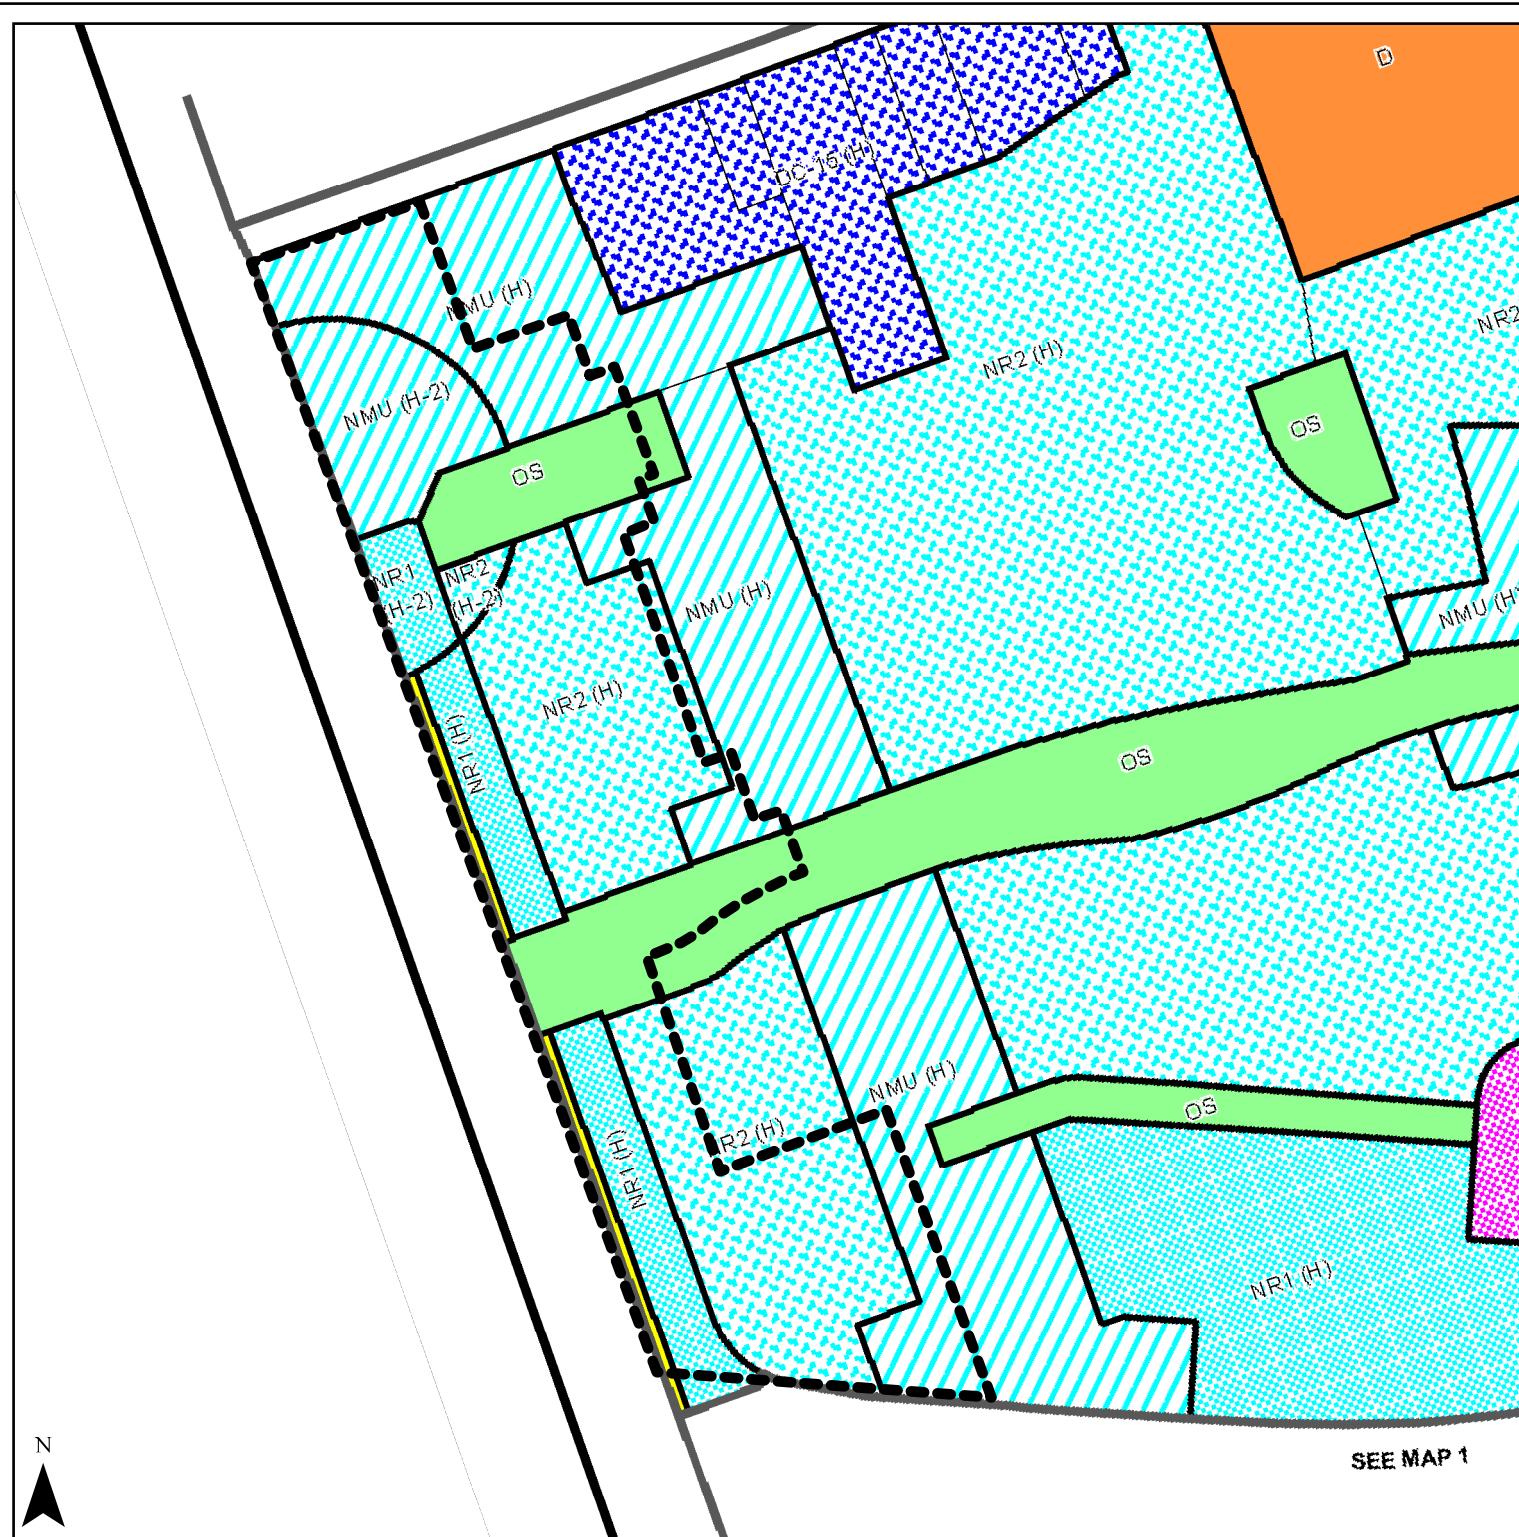 D
DC-15 (H)
NMU (H)
NR2
NR2 (H)
NMU (H-2)
OS
OS
NR1
(H-2)
NR2
(H-2)
NMU (H)
NMU (H)
NR2 (H)
NR1 (H)
OS
NMU (H)
OS
R2 (H)
NR1 (H)
NR1 (H)
N
SEE MAP 1